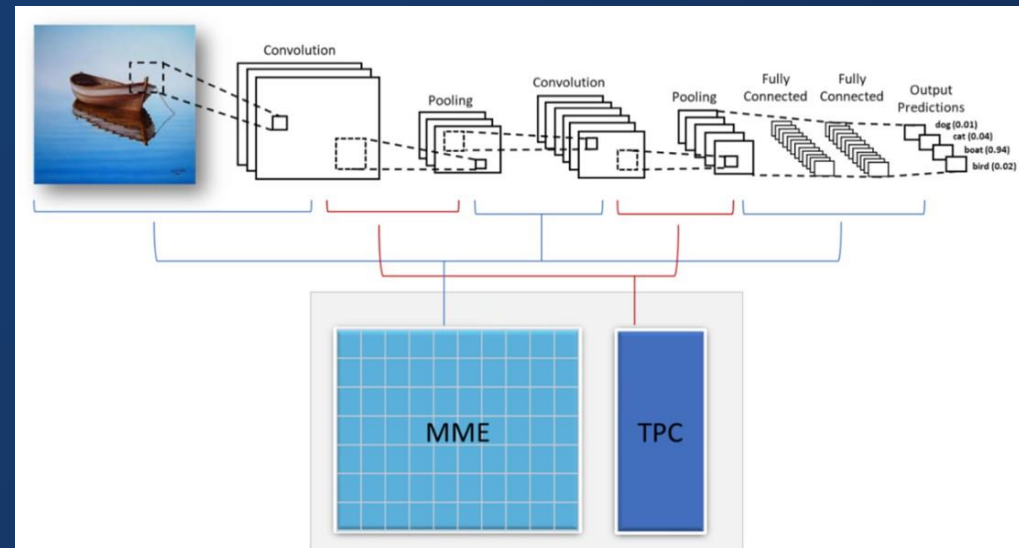 Convolution
Pooling
Convolution
Pooling
Fully
Connected
Fully
Connected
Output
Predictions
dog (0.01)
cat (0.04)
boat (0.94)
bird (0.02)
MME
TPC